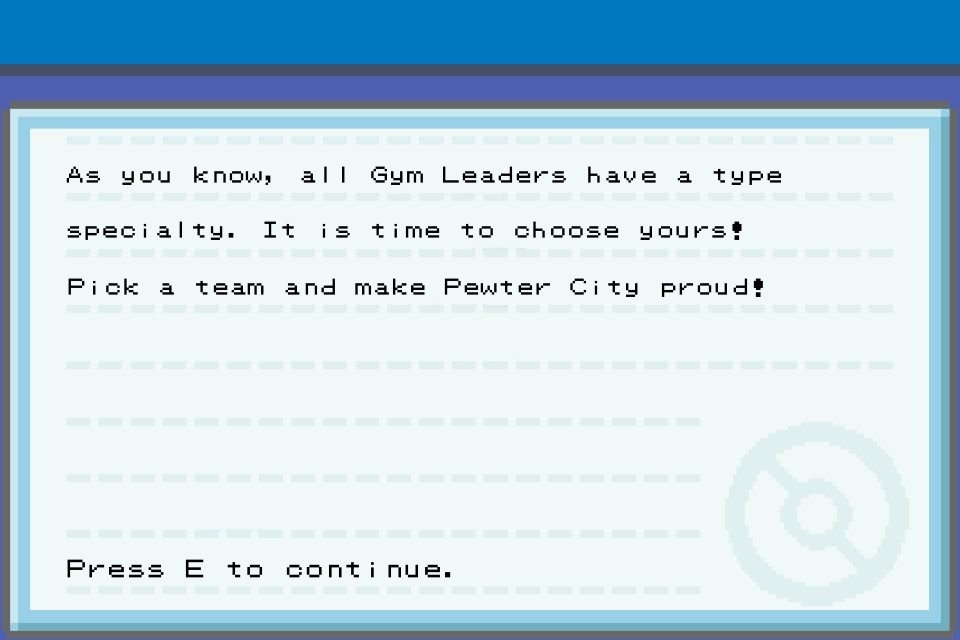 As you know, all Gym Leaders have a type
specialty. It is time to choose yours!
Pick a team and make Pewter City proud!
Press E to continue.